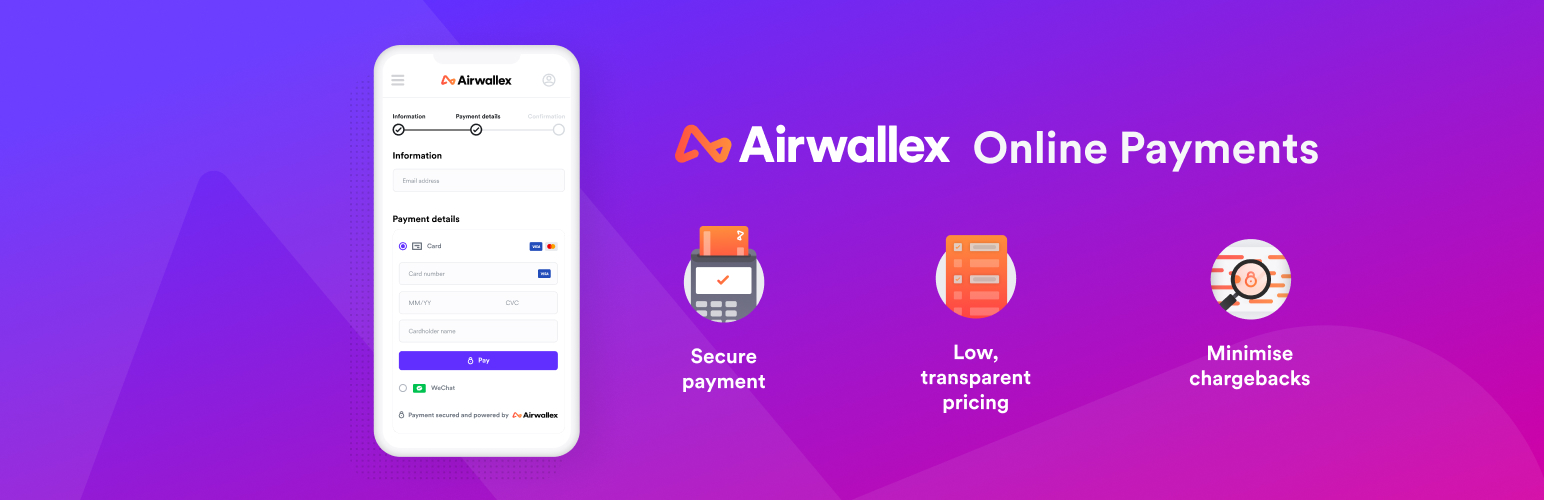 Airwallex
Information Payment details Confirmation
Information
Email address
Payment details
Card VISA
Card number VISA
MM/YY CVC
Cardholder name
Pay
WeChat
Payment secured and powered by Airwallex
Airwallex Online Payments
Secure
payment
Low,
transparent
pricing
Minimise
chargebacks